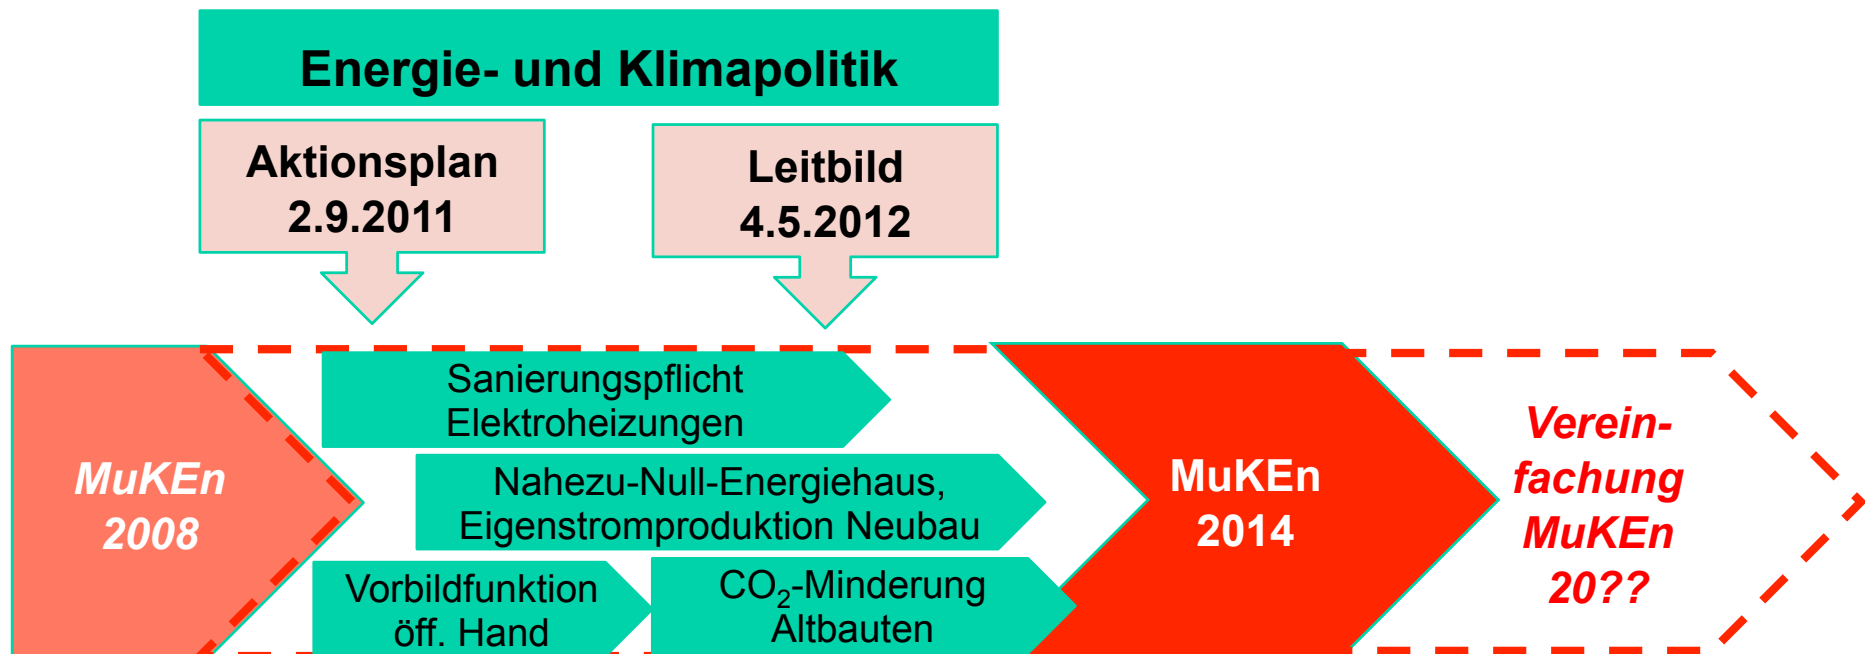 Energie- und Klimapolitik
Aktionsplan
2.9.2011
Leitbild
4.5.2012
MuKEn
2008
Sanierungspflicht
Elektroheizungen
Nahezu-Null-Energiehaus,
Eigenstromproduktion Neubau
Vorbildfunktion
öff. Hand
CO₂-Minderung
Altbauten
MuKEn
2014
Verein-
fachung
MuKEn
20??